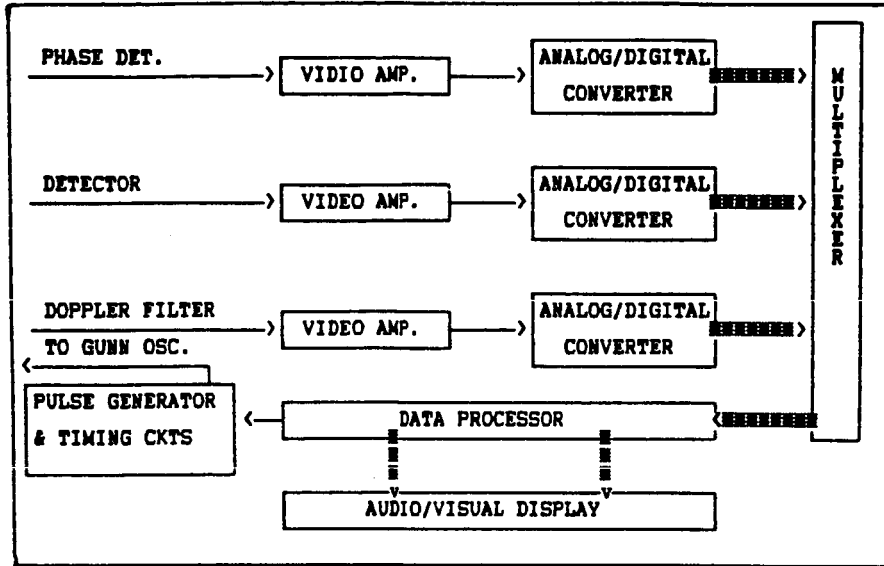 PHASE DET.
VIDIO AMP.
ANALOG/DIGITAL
CONVERTER
MULTIPLEXER
DETECTOR
VIDEO AMP.
ANALOG/DIGITAL
CONVERTER
DOPPLER FILTER
VIDEO AMP.
ANALOG/DIGITAL
CONVERTER
TO GUNN OSC.
PULSE GENERATOR
& TIMING CKTS
DATA PROCESSOR
AUDIO/VISUAL DISPLAY